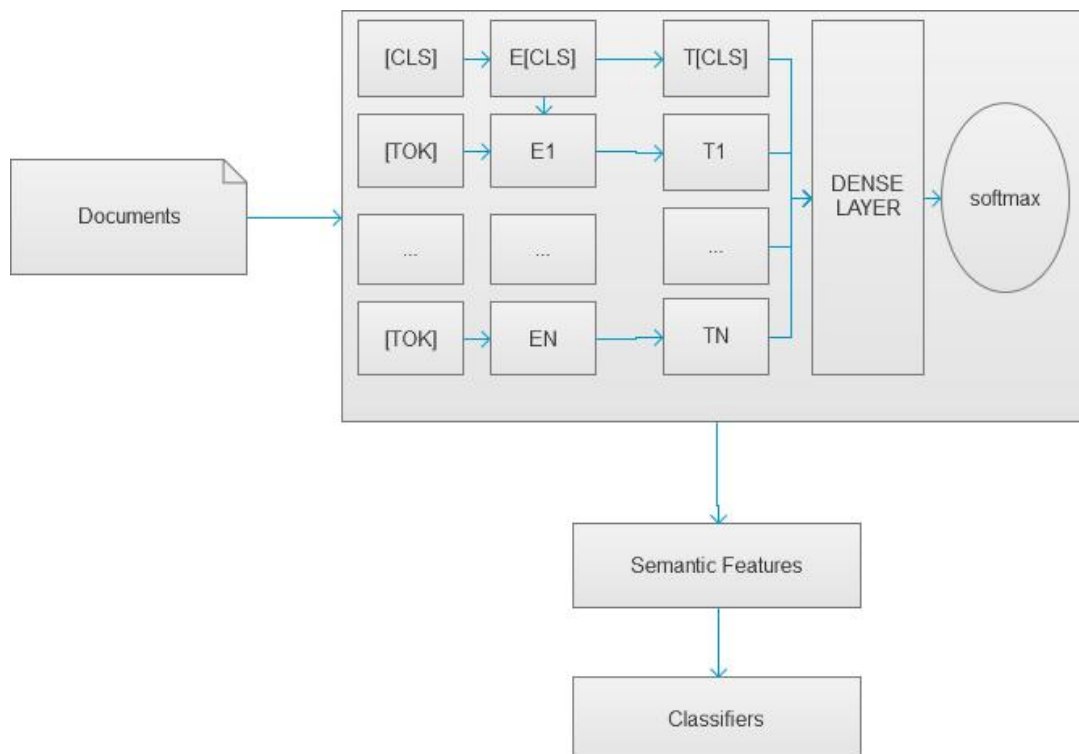 [CLS]
E[CLS]
T[CLS]
[TOK]
E1
T1
Documents
DENSE
LAYER
softmax
...
...
...
[TOK]
EN
TN
Semantic Features
Classifiers